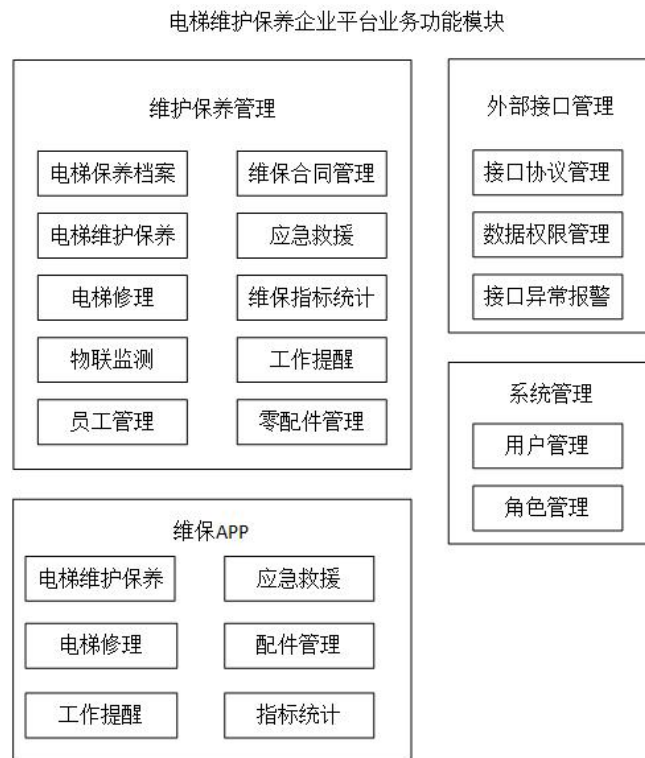 电梯维护保养企业平台业务功能模块
维护保养管理
电梯保养档案
维保合同管理
电梯维护保养
应急救援
电梯修理
维保指标统计
物联监测
工作提醒
员工管理
零配件管理
外部接口管理
接口协议管理
数据权限管理
接口异常报警
系统管理
用户管理
角色管理
维保APP
电梯维护保养
应急救援
电梯修理
配件管理
工作提醒
指标统计